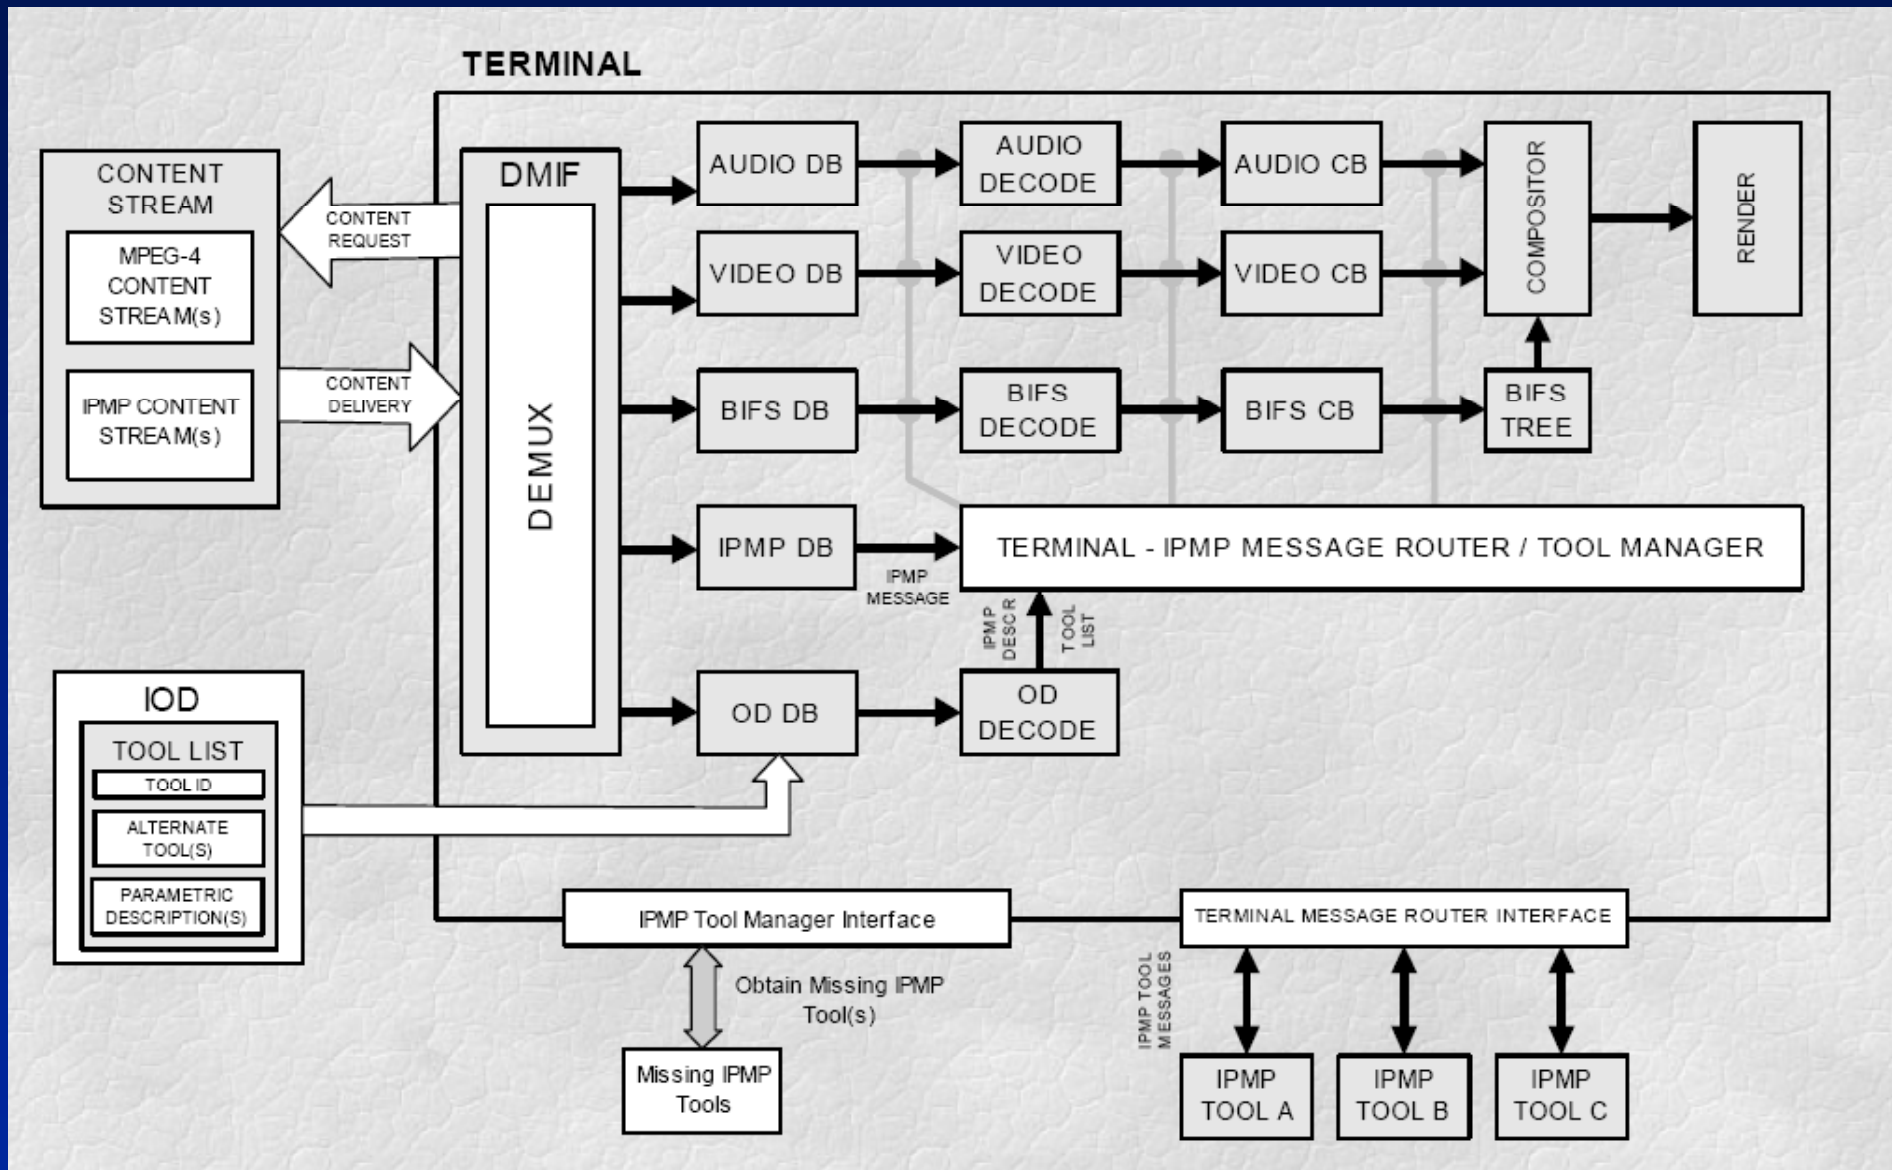 TERMINAL
CONTENT
STREAM
MPEG-4
CONTENT
STREAM(s)
IPMP CONTENT
STREAM(s)
CONTENT
REQUEST
CONTENT
DELIVERY
DMIF
DEMUX
AUDIO DB
AUDIO
DECODE
AUDIO CB
COMPOSITOR
RENDER
VIDEO DB
VIDEO
DECODE
VIDEO CB
BIFS DB
BIFS
DECODE
BIFS CB
BIFS
TREE
IPMP DB
IPMP
MESSAGE
TERMINAL - IPMP MESSAGE ROUTER / TOOL MANAGER
IPMP
DESCR
TOOL
LIST
OD DB
OD
DECODE
IOD
TOOL LIST
TOOL ID
ALTERNATE
TOOL(S)
PARAMETRIC
DESCRIPTION(S)
IPMP Tool Manager Interface
TERMINAL MESSAGE ROUTER INTERFACE
Obtain Missing IPMP
Tool(s)
Missing IPMP
Tools
IPMP TOOL
MESSAGES
IPMP
TOOL A
IPMP
TOOL B
IPMP
TOOL C